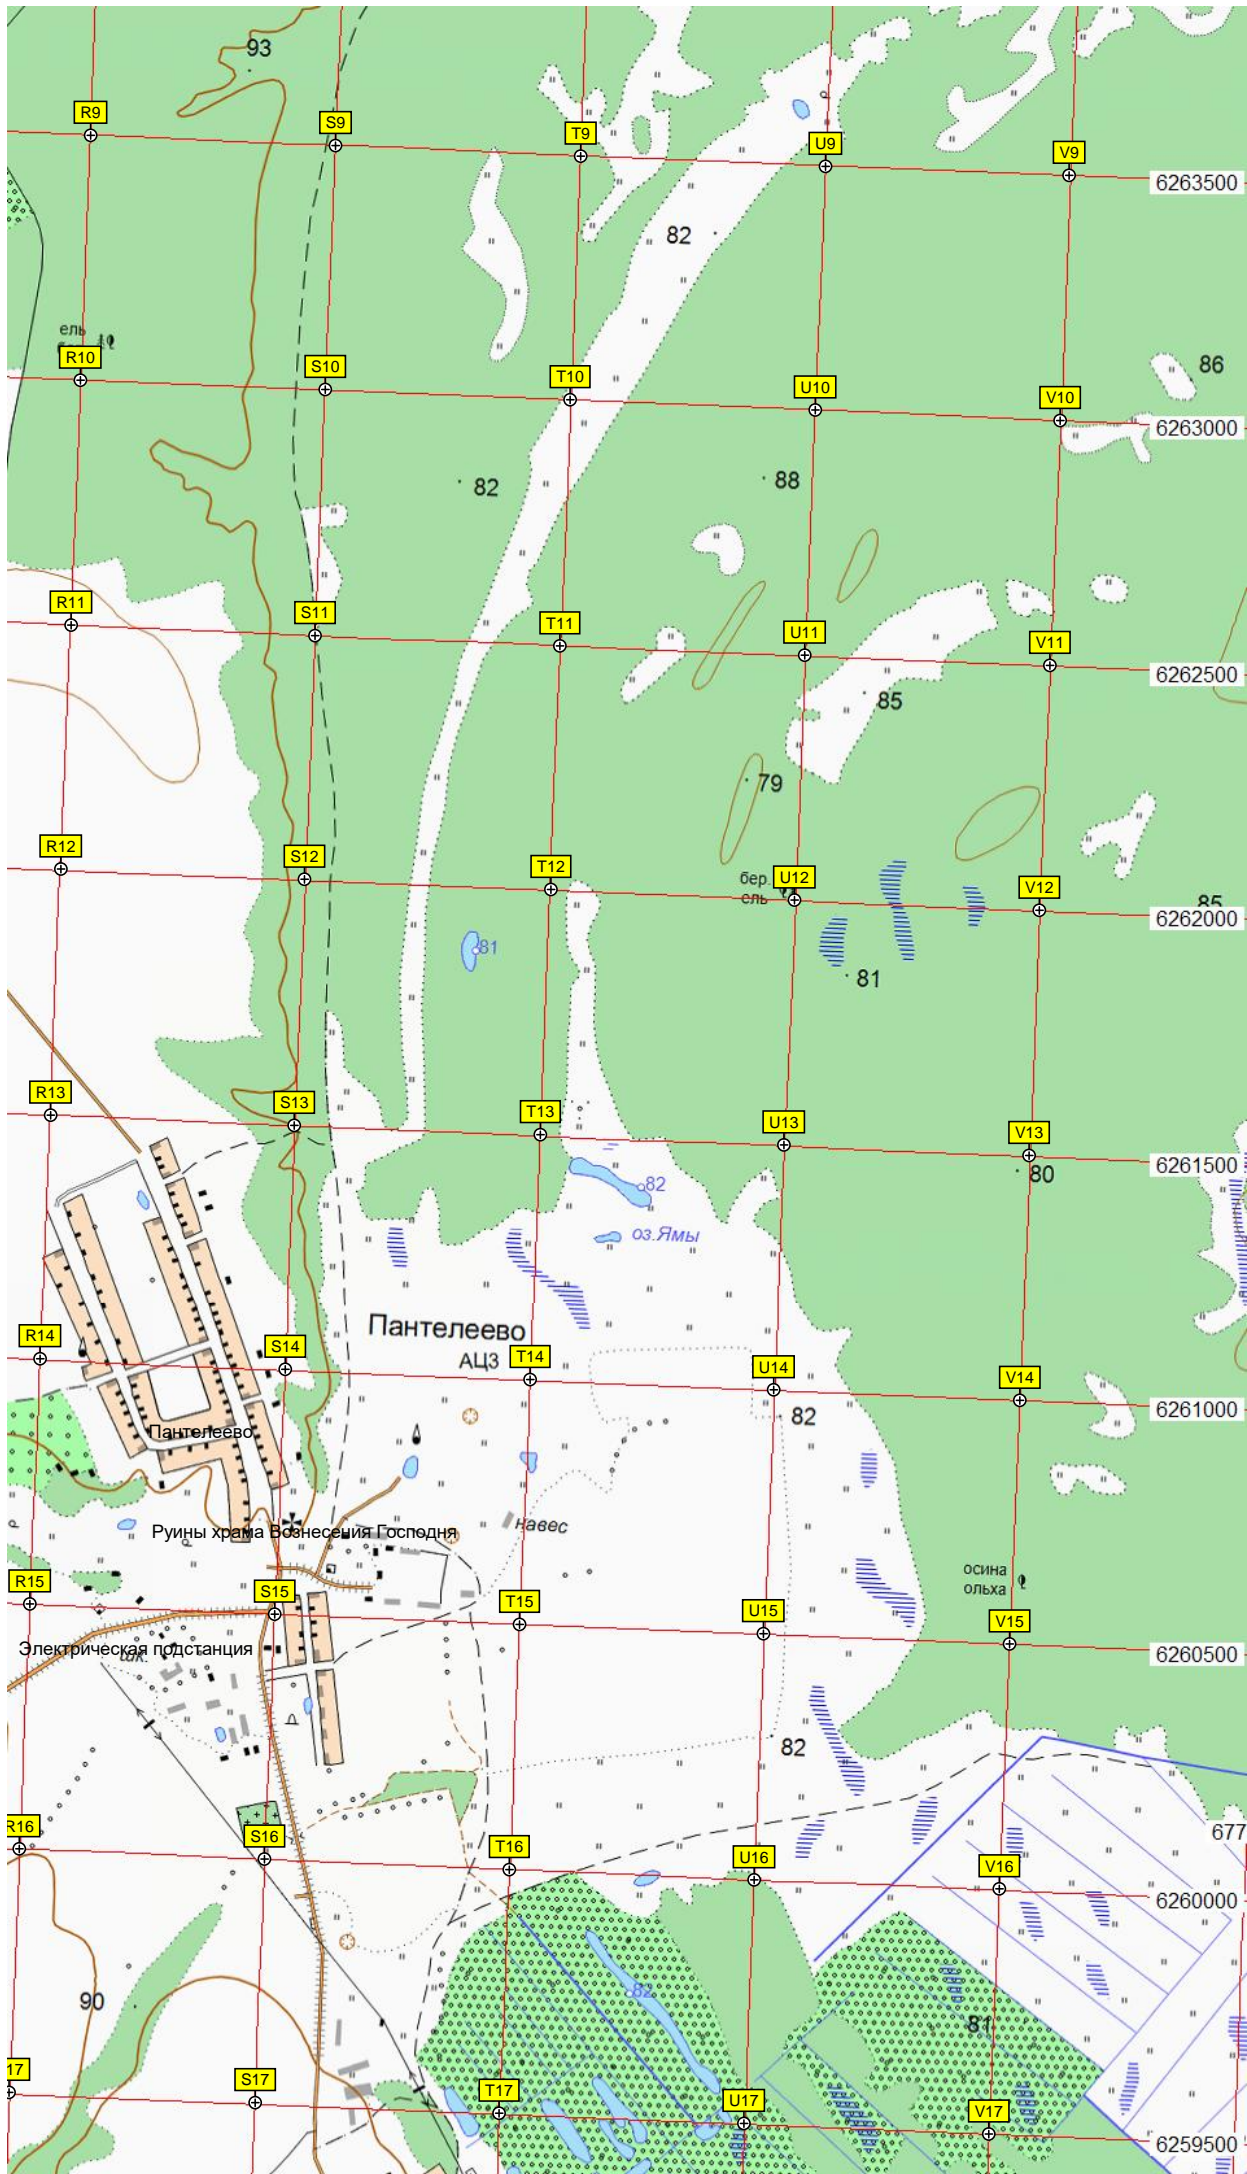 93
R9
S9
T9
U9
V9
6263500
82
ель
R10
S10
T10
U10
V10
86
6263000
82
88
R11
S11
T11
U11
V11
6262500
85
79
R12
S12
T12
бер.
ель
U12
V12
85
6262000
81
81
R13
S13
T13
U13
V13
6261500
80
82
оз.Ямы
Пантелеево
АЦЗ
R14
S14
T14
U14
V14
6261000
82
Пантелеево
навес
Руины храма Вознесения Господня
осина
ольха
R15
S15
T15
U15
V15
6260500
Электрическая подстанция
82
677
R16
S16
T16
U16
V16
6260000
90
82
81
17
S17
T17
U17
V17
6259500